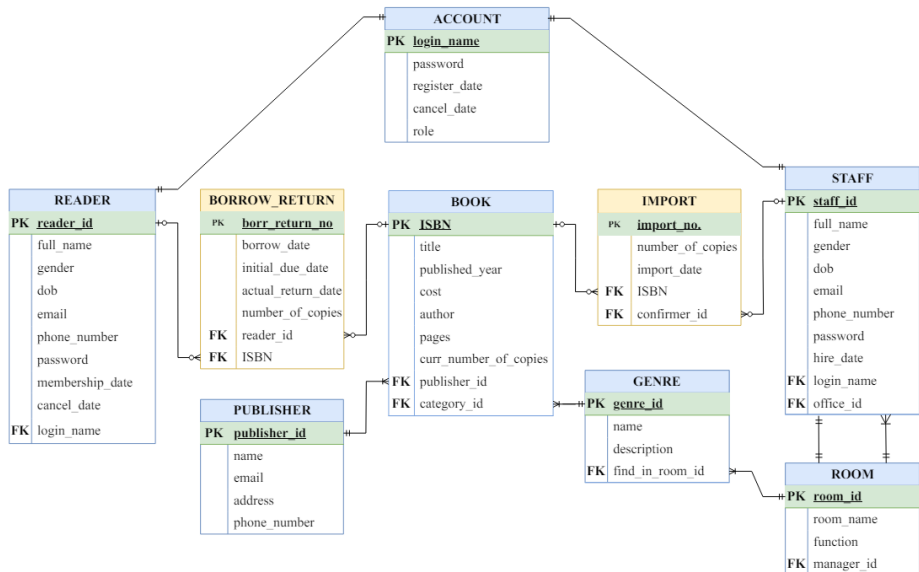 ACCOUNT
PK login_name
password
register_date
cancel_date
role
READER
PK reader_id
full_name
gender
dob
email
phone_number
password
membership_date
cancel_date
FK login_name
BORROW_RETURN
PK borr_return_no
borrow_date
initial_due_date
actual_return_date
number_of_copies
FK reader_id
FK ISBN
BOOK
PK ISBN
title
published_year
cost
author
pages
curr_number_of_copies
FK publisher_id
FK category_id
IMPORT
PK import_no.
number_of_copies
import_date
FK ISBN
FK confirmer_id
STAFF
PK staff_id
full_name
gender
dob
email
phone_number
password
hire_date
FK login_name
FK office_id
PUBLISHER
PK publisher_id
name
email
address
phone_number
GENRE
PK genre_id
name
description
FK find_in_room_id
ROOM
PK room_id
room_name
function
FK manager_id